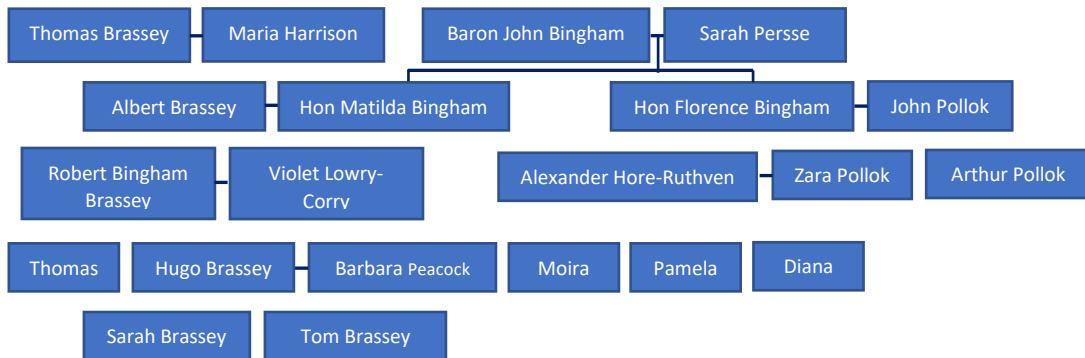 Thomas Brassey
Maria Harrison
Baron John Bingham
Sarah Persse
Albert Brassey
Hon Matilda Bingham
Hon Florence Bingham
John Pollok
Robert Bingham
Brassey
Violet Lowry-
Corry
Alexander Hore-Ruthven
Zara Pollok
Arthur Pollok
Thomas
Hugo Brassey
Barbara Peacock
Moira
Pamela
Diana
Sarah Brassey
Tom Brassey